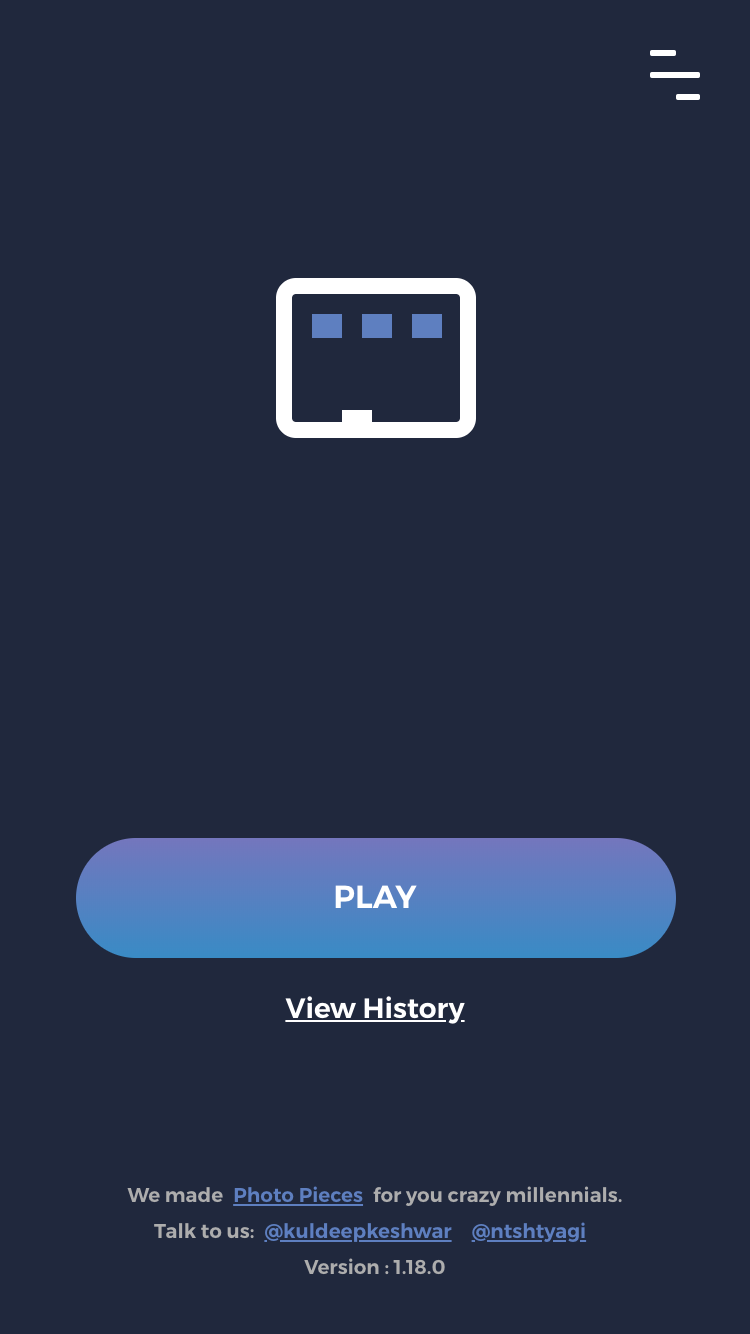 PLAY
View History
We made Photo Pieces for you crazy millennials.
Talk to us: @kuldeepkeshwar @ntshtyagi
Version : 1.18.0